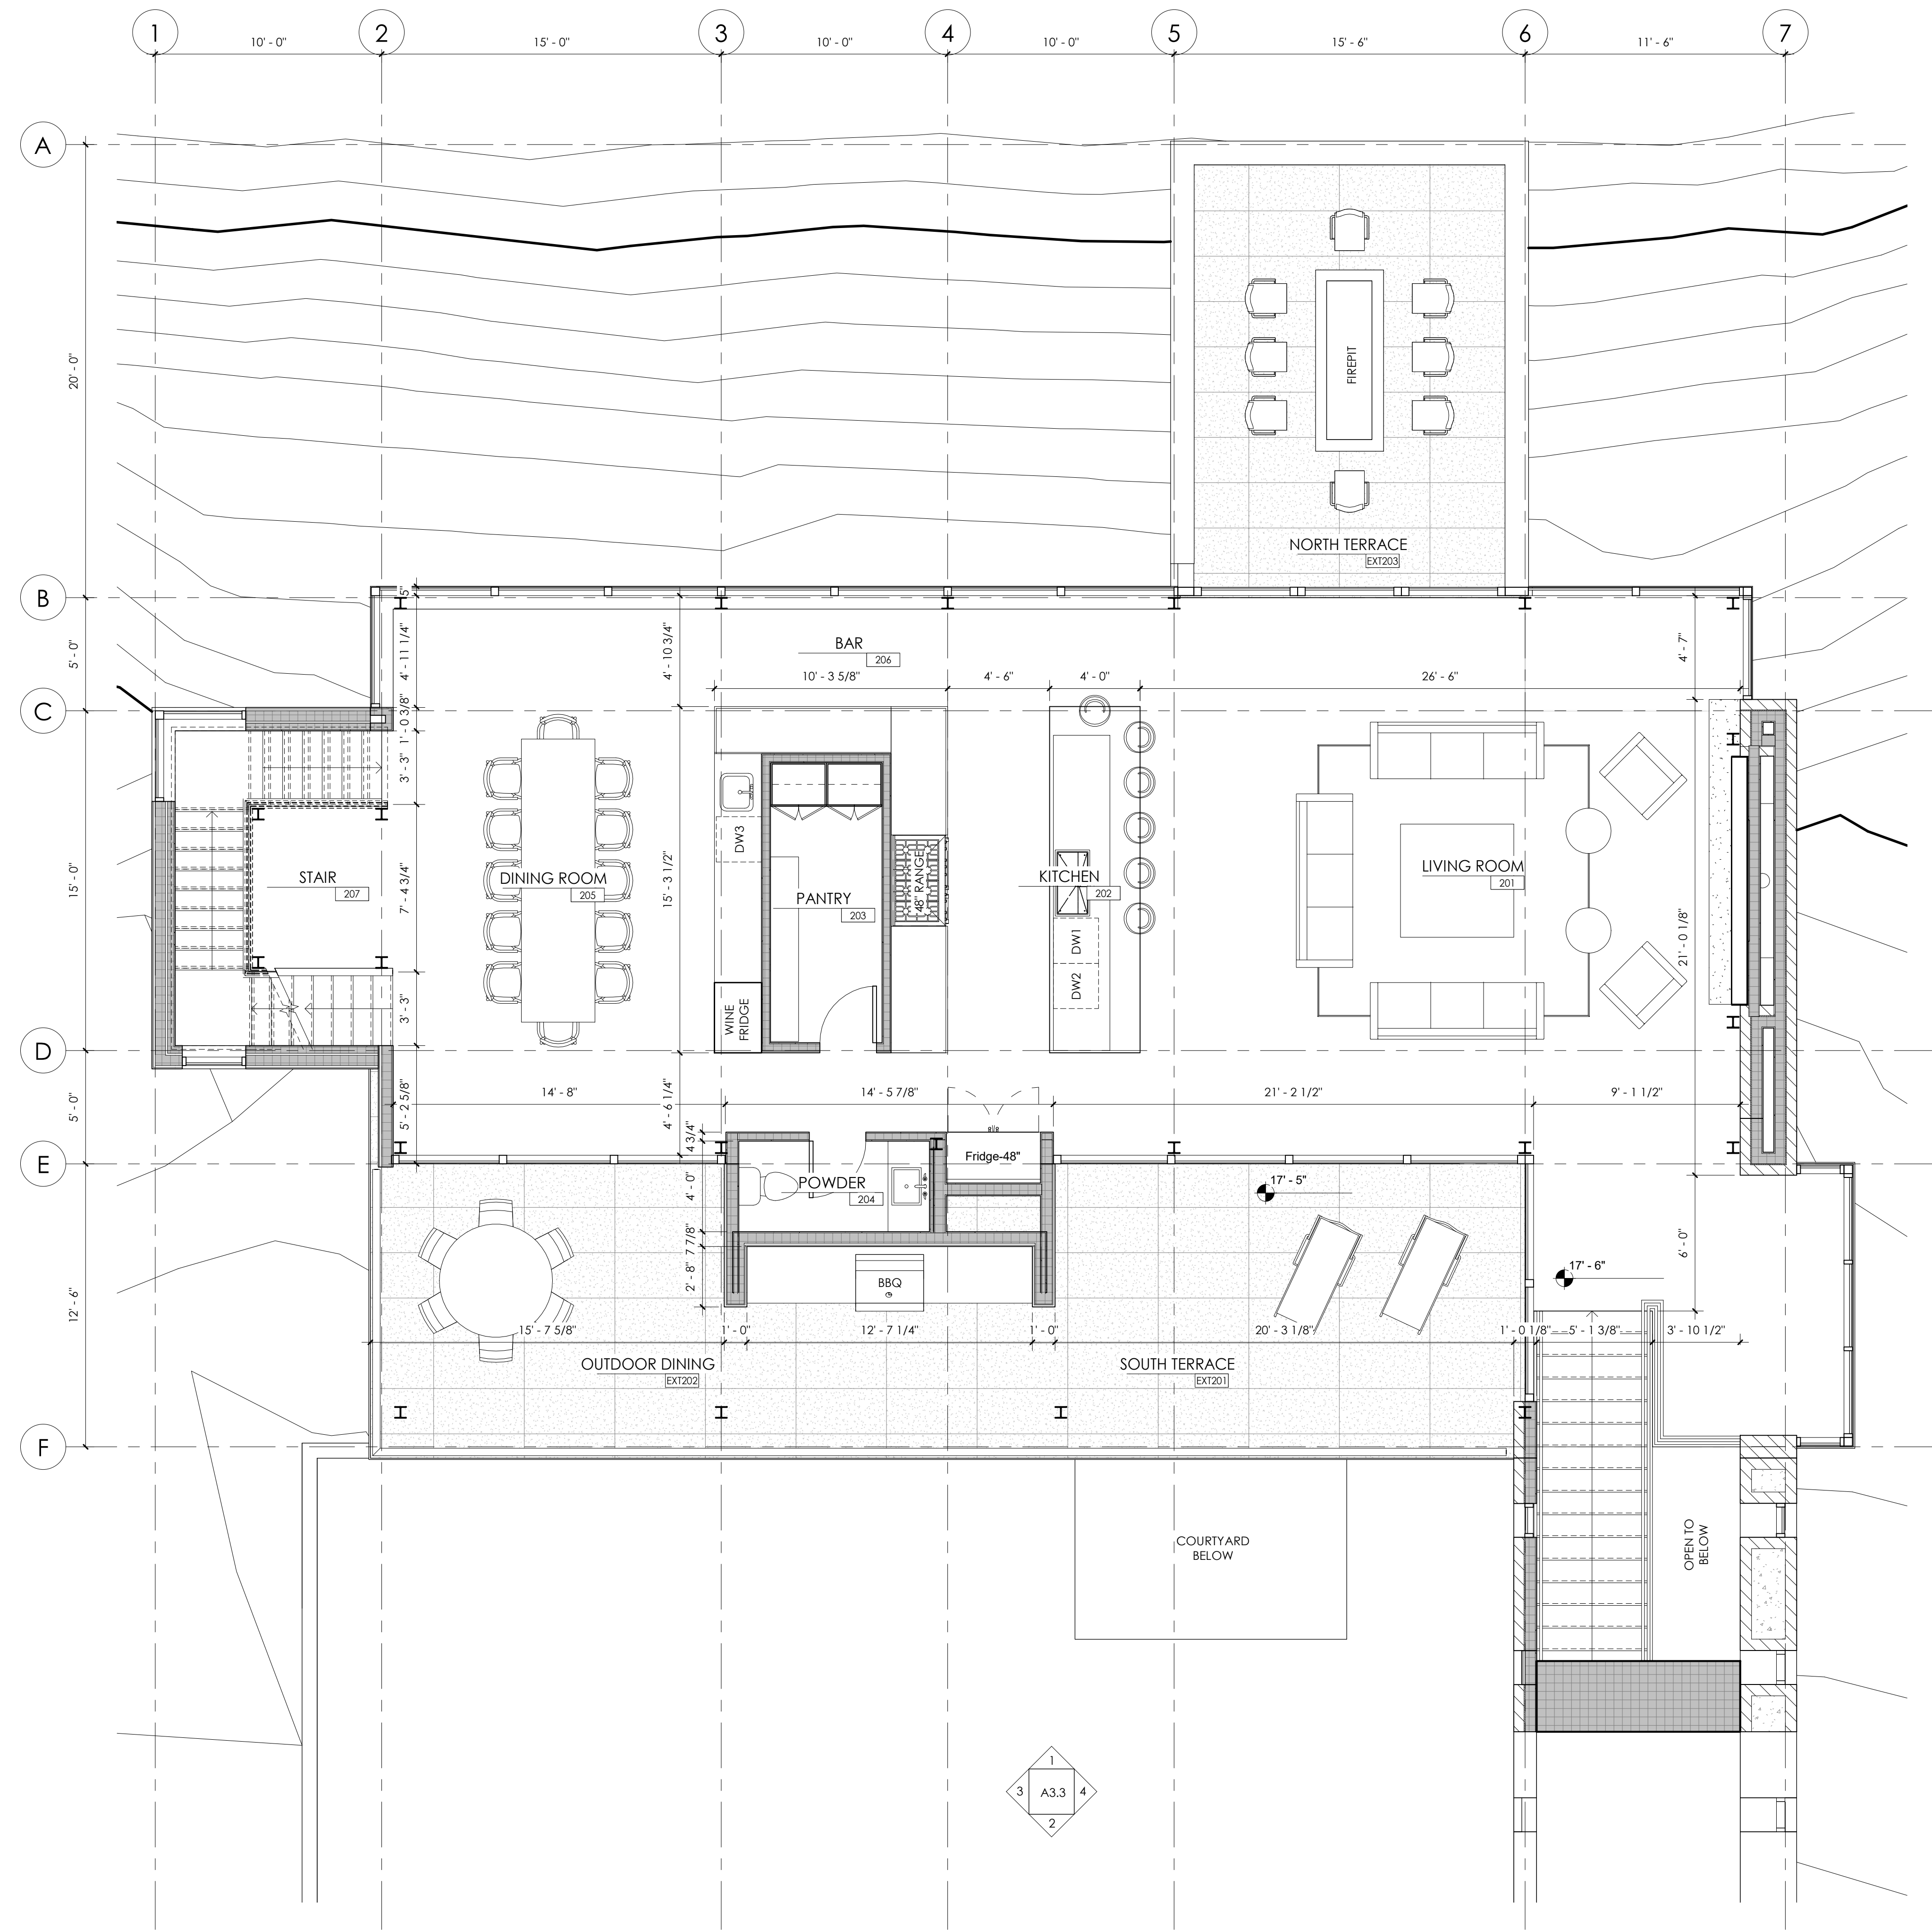 1 2 3 4 5 6 7
10' - 0" 15' - 0" 10' - 0" 10' - 0" 15' - 6" 11' - 6"
A
20' - 0"
FIREPIT
NORTH TERRACE
EXT203
B
5"
5' - 0"
4' - 11 1/4"
4' - 10 3/4"
BAR
206
4' - 7"
10' - 3 5/8" 4' - 6" 4' - 0" 26' - 6"
C
1' - 0 3/8"
3' - 3"
15' - 0"
7' - 4 3/4"
15' - 3 1/2"
DW3
48" RANGE
STAIR
207
DINING ROOM
205
PANTRY
203
KITCHEN
202
LIVING ROOM
201
DW1
DW2
21' - 0 1/8"
3' - 3"
WINE
FRIDGE
D
5' - 0"
5' - 2 5/8"
14' - 8"
4' - 6 1/4"
14' - 5 7/8"
21' - 2 1/2"
9' - 1 1/2"
4 3/4"
E
Fridge-48"
POWDER
204
4' - 0"
17' - 5"
7 7/8"
2' - 8"
BBQ
6' - 0"
17' - 6"
12' - 6"
15' - 7 5/8" 1' - 0" 12' - 7 1/4" 1' - 0" 20' - 3 1/8" 1' - 0 1/8" 5' - 1 3/8" 3' - 10 1/2"
OUTDOOR DINING
EXT202
SOUTH TERRACE
EXT201
F
COURTYARD
BELOW
OPEN TO
BELOW
1
3 A3.3 4
2